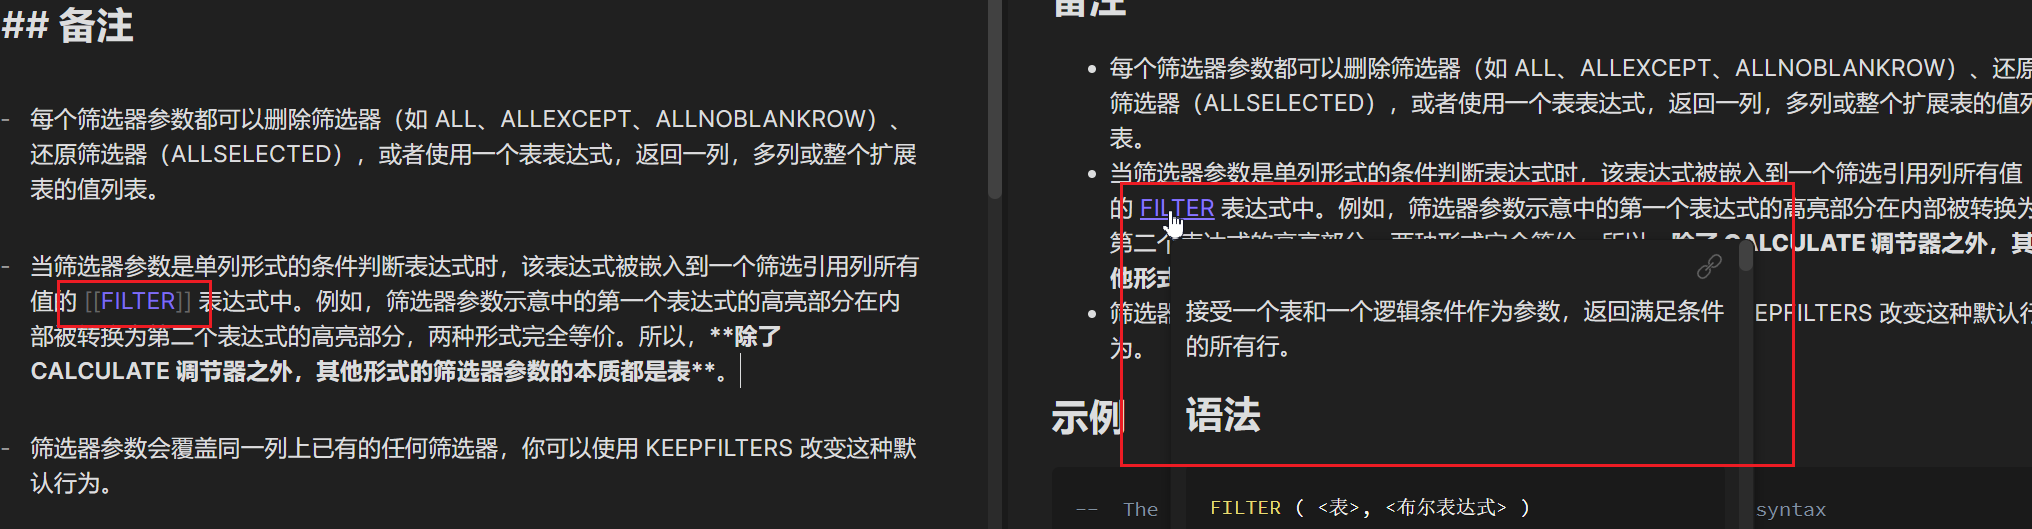 ## 备注
- 每个筛选器参数都可以删除筛选器（如 ALL、ALLEXCEPT、ALLNOBLANKROW）、
还原筛选器（ALLSELECTED），或者使用一个表表达式，返回一列，多列或整个扩展
表的值列表。
- 当筛选器参数是单列形式的条件判断表达式时，该表达式被嵌入到一个筛选引用列所有
值的 [[FILTER]] 表达式中。例如，筛选器参数示意中的第一个表达式的高亮部分在内
部被转换为第二个表达式的高亮部分，两种形式完全等价。所以，**除了
CALCULATE 调节器之外，其他形式的筛选器参数的本质都是表**。
- 筛选器参数会覆盖同一列上已有的任何筛选器，你可以使用 KEEPFILTERS 改变这种默
认行为。
备注
• 每个筛选器参数都可以删除筛选器（如 ALL、ALLEXCEPT、ALLNOBLANKROW）、还原
筛选器（ALLSELECTED），或者使用一个表表达式，返回一列，多列或整个扩展表的值列
表。
• 当筛选器参数是单列形式的条件判断表达式时，该表达式被嵌入到一个筛选引用列所有值
的 FILTER 表达式中。例如，筛选器参数示意中的第一个表达式的高亮部分在内部被转换为
第二个表达式的高亮部分，两种形式完全等价。所以，除了 CALCULATE 调节器之外，其
他形式
• 筛选器 EPFILTERS 改变这种默认行
为。
接受一个表和一个逻辑条件作为参数，返回满足条件
的所有行。
示例
语法
-- The syntax
FILTER ( <表>, <布尔表达式> )